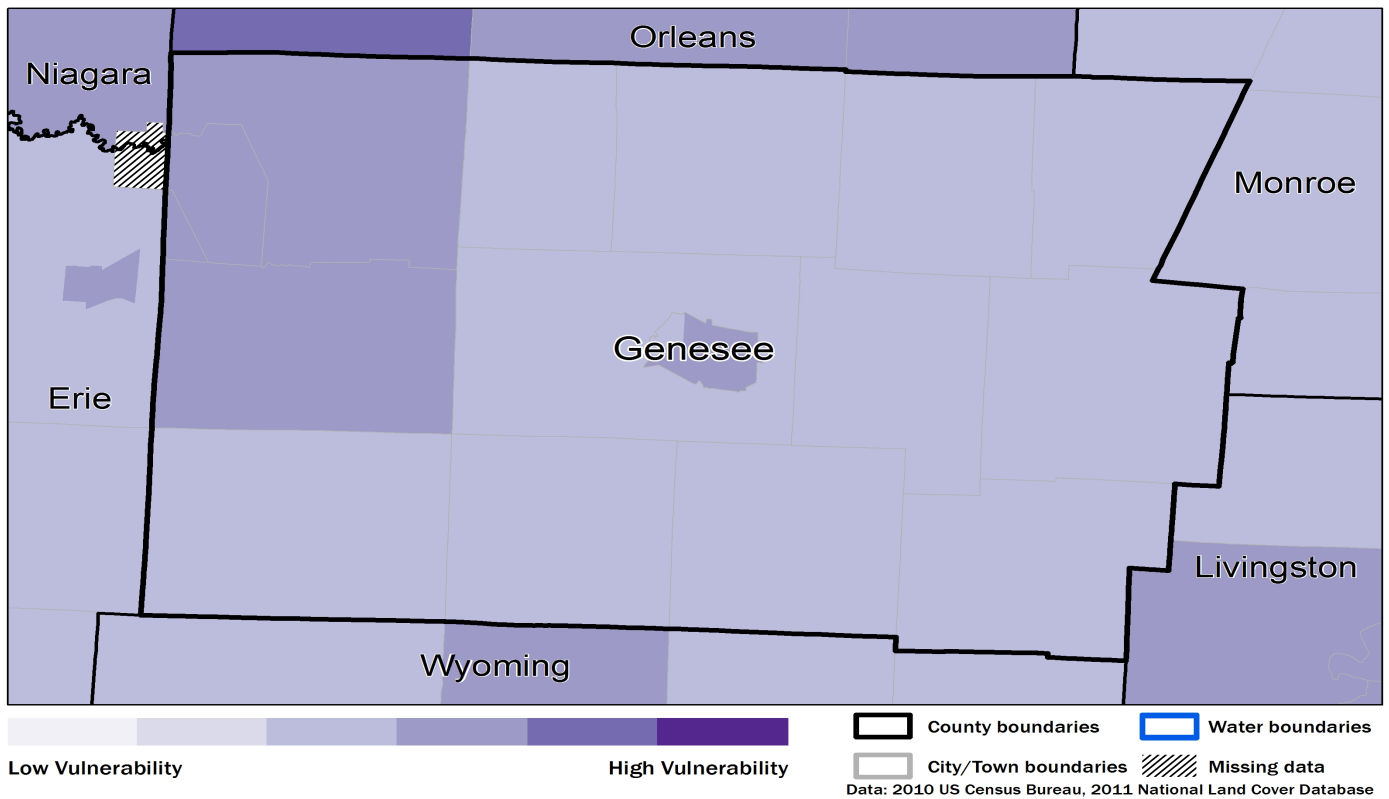 Orleans
Niagara
Monroe
Genesee
Erie
Livingston
Wyoming
Low Vulnerability
High Vulnerability
County boundaries
Water boundaries
City/Town boundaries
Missing data
Data: 2010 US Census Bureau, 2011 National Land Cover Database